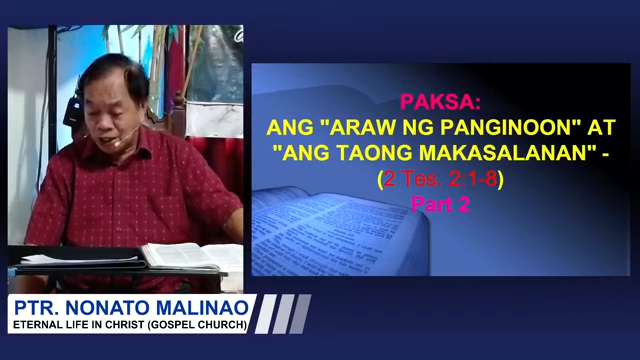 PAKSA:
ANG "ARAW NG PANGINOON" AT
"ANG TAONG MAKASALANAN" -
(2 Tes. 2:1-8)
Part 2
PTR. NONATO MALINAO
ETERNAL LIFE IN CHRIST (GOSPEL CHURCH)